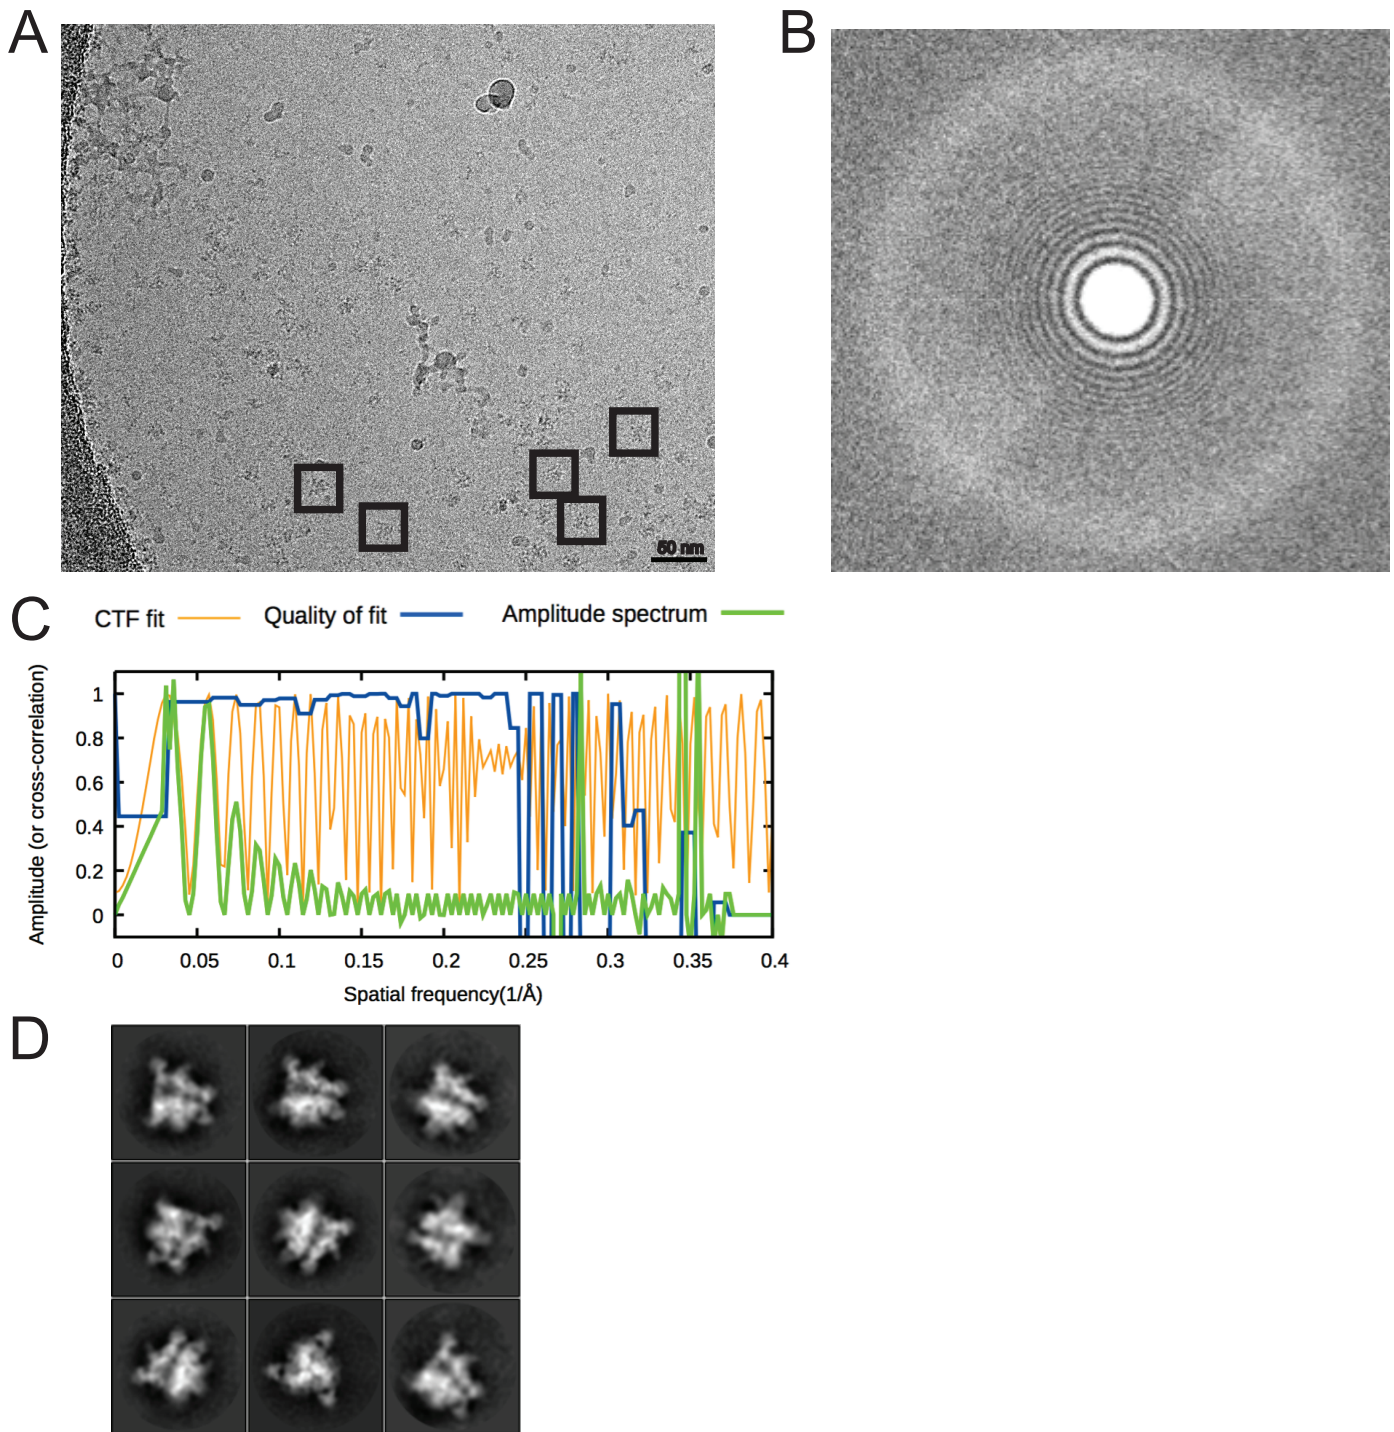 A
B
50 nm
C
CTF fit
Quality of fit
Amplitude spectrum
Amplitude (or cross-correlation)
1
0.8
0.6
0.4
0.2
0
0 0.05 0.1 0.15 0.2 0.25 0.3 0.35 0.4
Spatial frequency(1/Å)
D